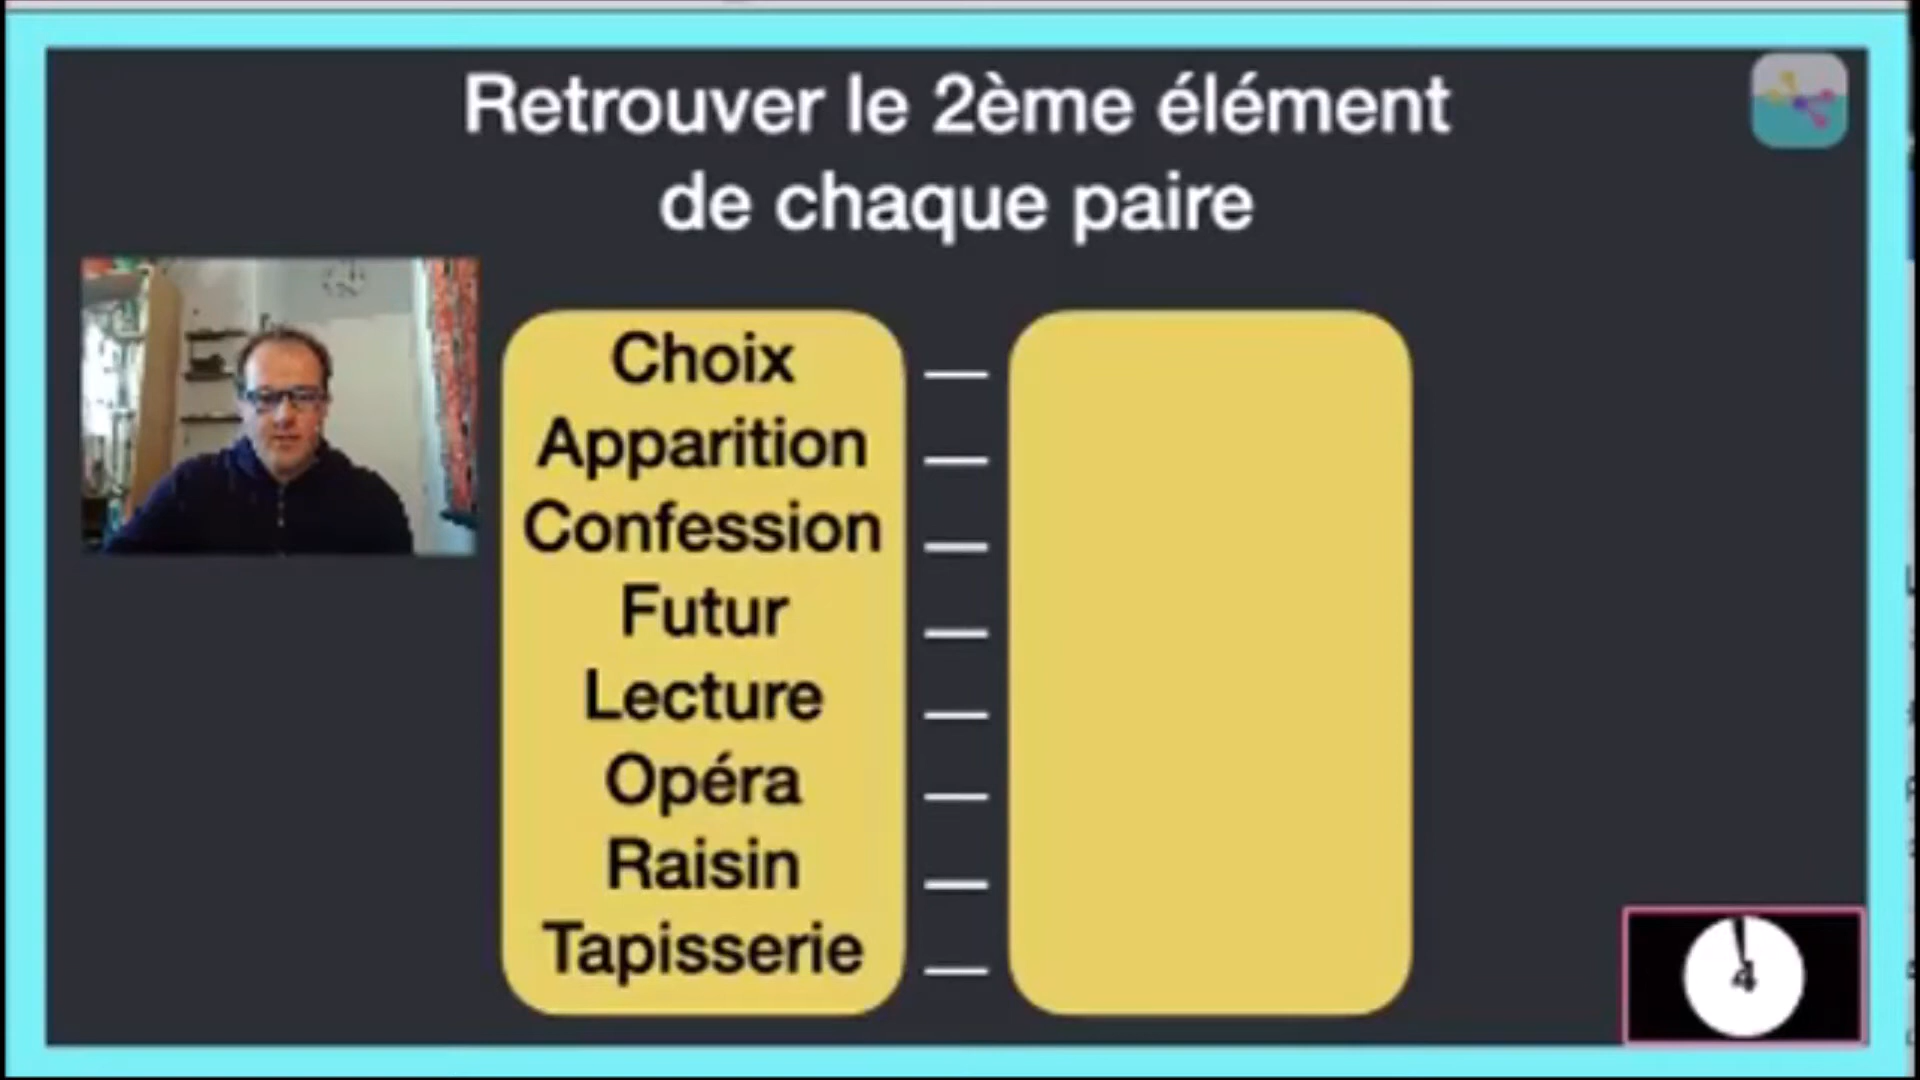 Retrouver le 2ème élément
de chaque paire
Choix
Apparition
Confession
Futur
Lecture
Opéra
Raisin
Tapisserie
4